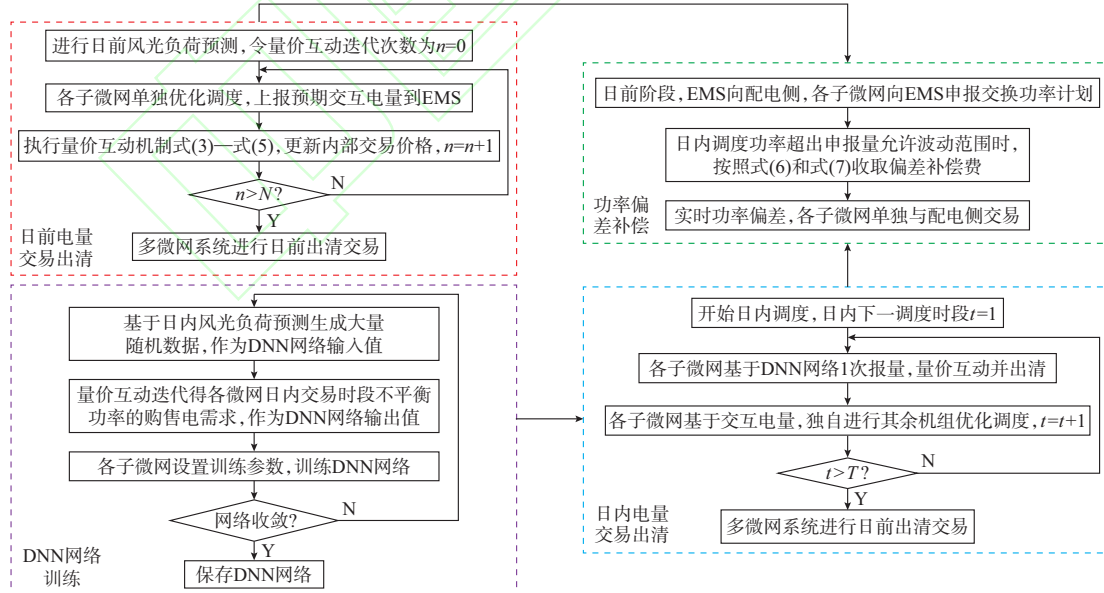 进行日前风光负荷预测,令量价互动迭代次数为n=0
各子微网单独优化调度,上报预期交互电量到EMS
执行量价互动机制式(3)—式(5),更新内部交易价格,n=n+1
n>N?
N
Y
多微网系统进行日前出清交易
日前电量
交易出清
日前阶段,EMS向配电侧,各子微网向EMS申报交换功率计划
日内调度功率超出申报量允许波动范围时,
按照式(6)和式(7)收取偏差补偿费
实时功率偏差,各子微网单独与配电侧交易
功率偏
差补偿
基于日内风光负荷预测生成大量
随机数据,作为DNN网络输入值
量价互动迭代得各微网日内交易时段不平衡
功率的购售电需求,作为DNN网络输出值
各子微网设置训练参数,训练DNN网络
网络收敛?
N
Y
保存DNN网络
DNN网络
训练
开始日内调度,日内下一调度时段t=1
各子微网基于DNN网络1次报量,量价互动并出清
各子微网基于交互电量,独自进行其余机组优化调度,t=t+1
t>T?
N
Y
多微网系统进行日前出清交易
日内电量
交易出清